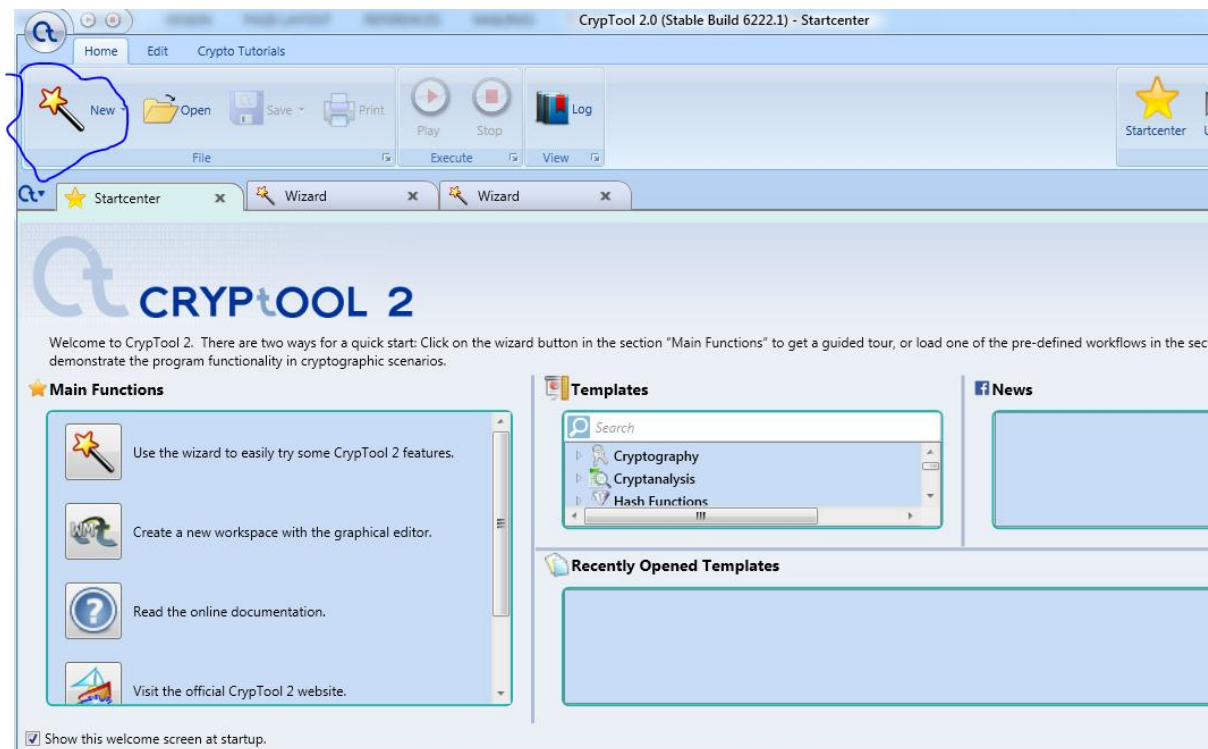 CrypTool 2.0 (Stable Build 6222.1) - Startcenter
Home Edit Crypto Tutorials
New Open Save Print Play Stop Log Startcenter
File Execute View
Startcenter Wizard Wizard
CRYPTOOL 2
Welcome to CrypTool 2. There are two ways for a quick start: Click on the wizard button in the section "Main Functions" to get a guided tour, or load one of the pre-defined workflows in the sec
demonstrate the program functionality in cryptographic scenarios.
Main Functions
Use the wizard to easily try some CrypTool 2 features.
Create a new workspace with the graphical editor.
Read the online documentation.
Visit the official CrypTool 2 website.
Templates
Search
Cryptography
Cryptanalysis
Hash Functions
News
Recently Opened Templates
Show this welcome screen at startup.